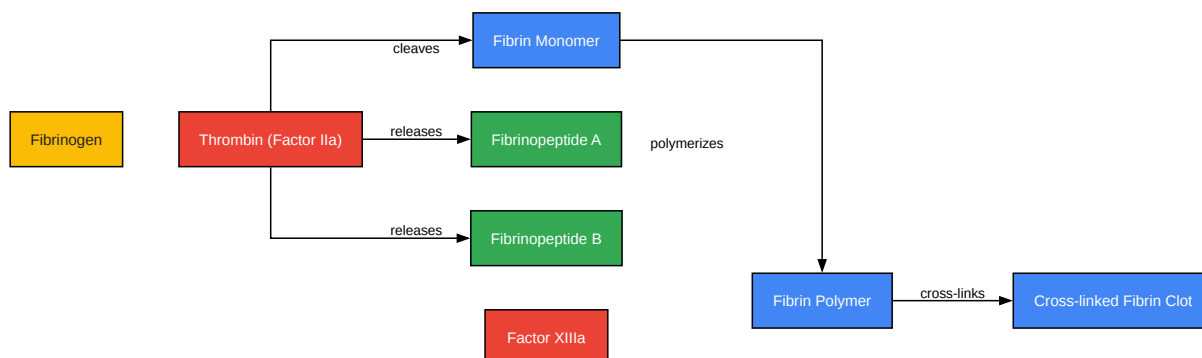 Fibrin Monomer
cleaves
Fibrinogen
Thrombin (Factor IIa)
releases
Fibrinopeptide A
polymerizes
releases
Fibrinopeptide B
Fibrin Polymer
cross-links
Cross-linked Fibrin Clot
Factor XIIIa